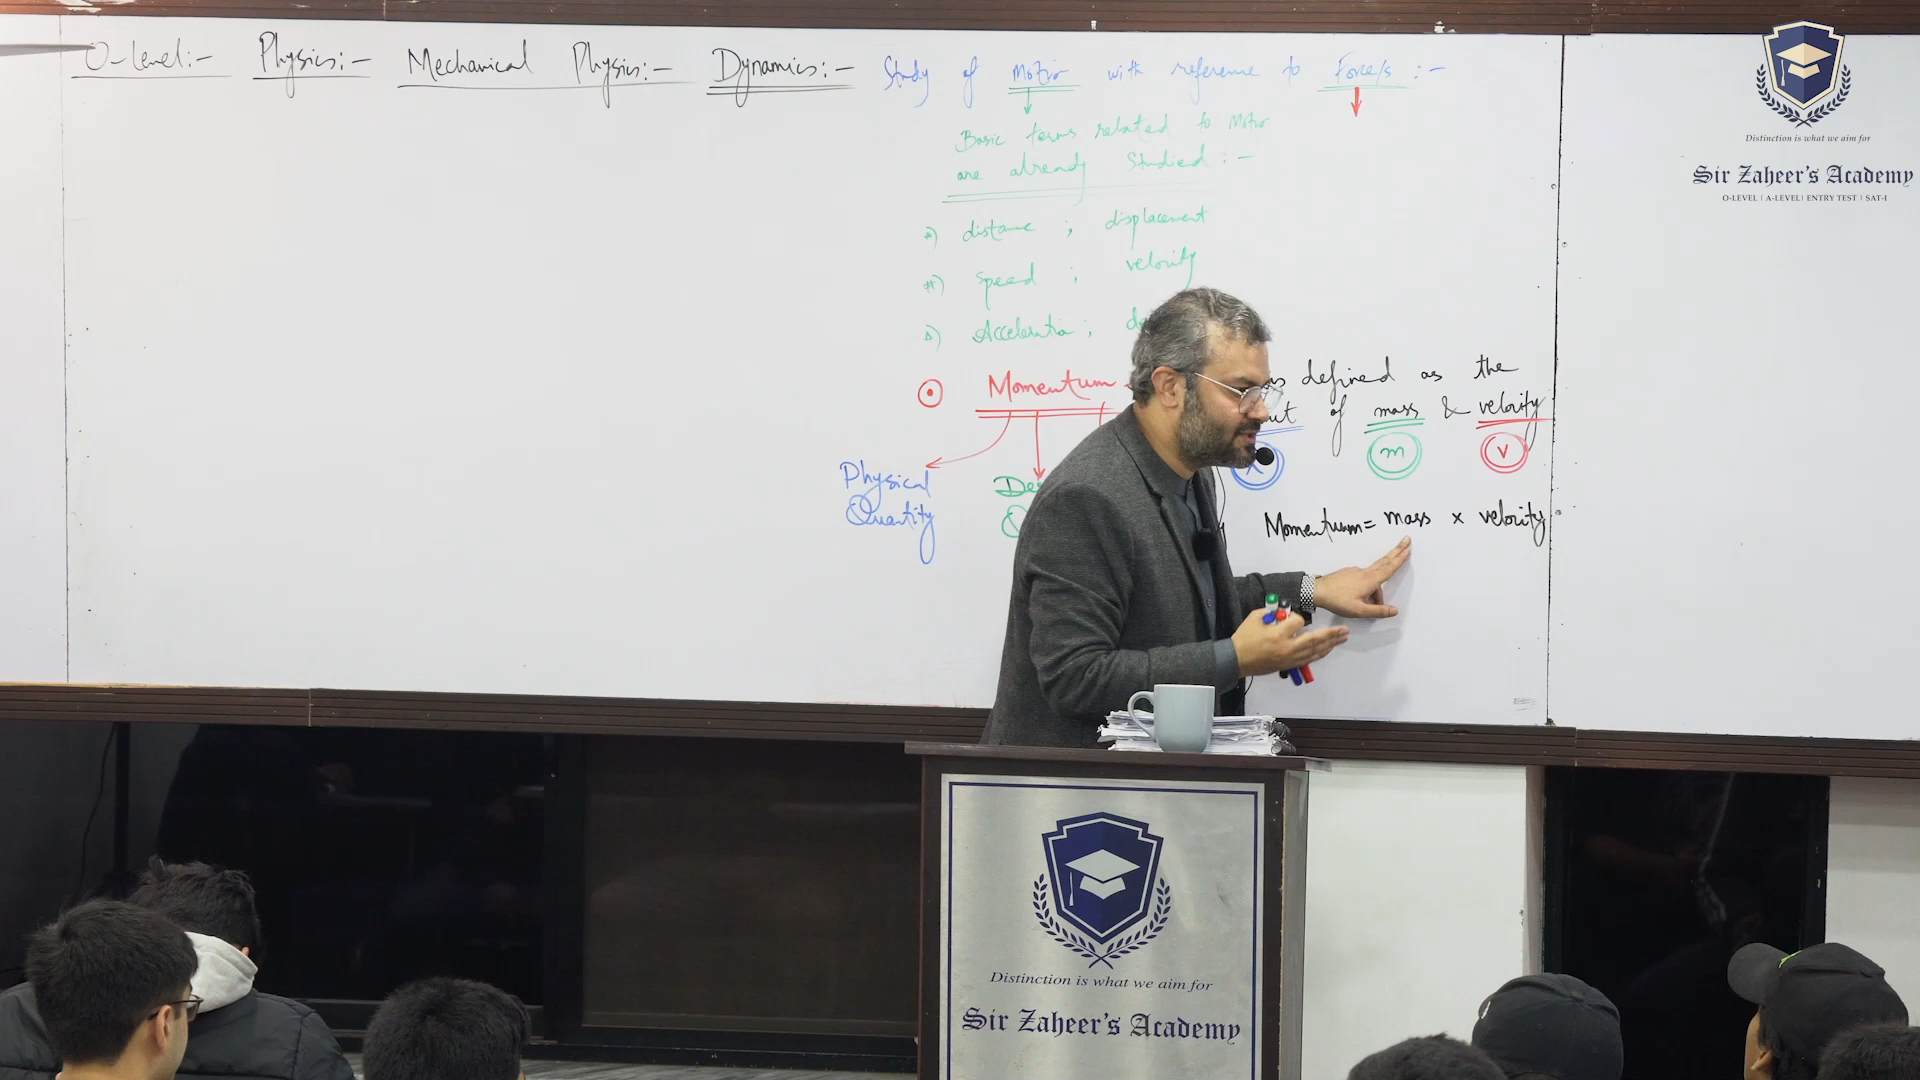 O-level:- Physics:- Mechanical Physics:- Dynamics:- Study of Motion with reference to Force/s :-
Basic terms related to Motion
are already Studied :-
distance ; displacement
speed ; velocity
Acceleration ;
Momentum
is defined as the
of mass & velocity
m v
Physical
Quantity
Momentum = mass × velocity
Distinction is what we aim for
Sir Zaheer's Academy
O-LEVEL | A-LEVEL | ENTRY TEST | SAT-I
Distinction is what we aim for
Sir Zaheer's Academy